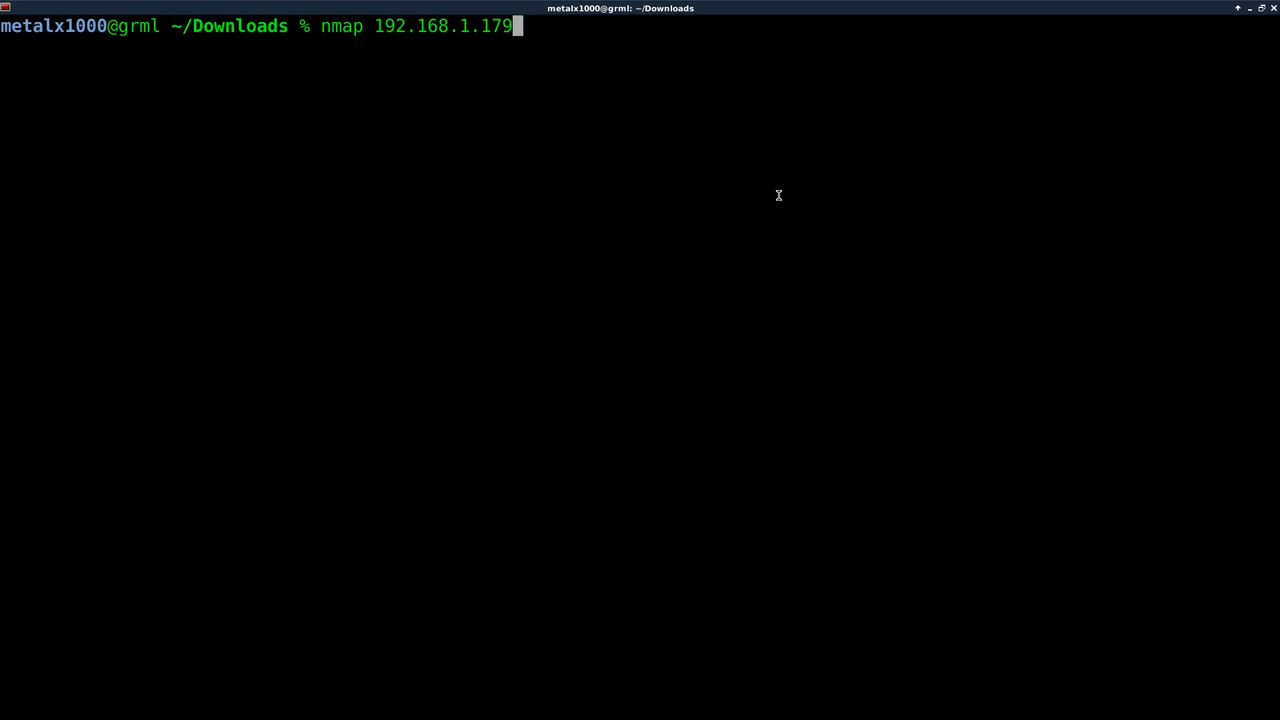 metalx1000@grml: ~/Downloads
metalx1000@grml ~/Downloads % nmap 192.168.1.179